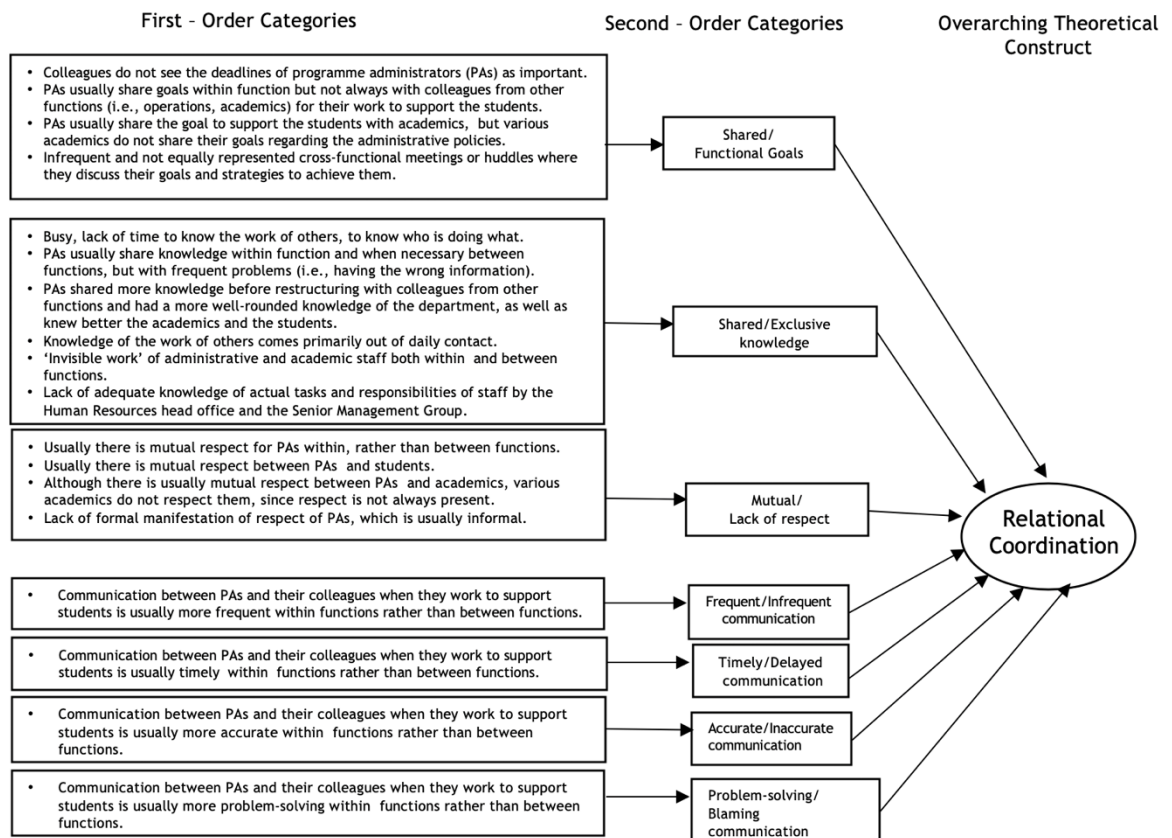 First - Order Categories
Second - Order Categories
Overarching Theoretical
Construct
• Colleagues do not see the deadlines of programme administrators (PAs) as important.
• PAs usually share goals within function but not always with colleagues from other
functions (i.e., operations, academics) for their work to support the students.
• PAs usually share the goal to support the students with academics, but various
academics do not share their goals regarding the administrative policies.
• Infrequent and not equally represented cross-functional meetings or huddles where
they discuss their goals and strategies to achieve them.
Shared/
Functional Goals
• Busy, lack of time to know the work of others, to know who is doing what.
• PAs usually share knowledge within function and when necessary between
functions, but with frequent problems (i.e., having the wrong information).
• PAs shared more knowledge before restructuring with colleagues from other
functions and had a more well-rounded knowledge of the department, as well as
knew better the academics and the students.
• Knowledge of the work of others comes primarily out of daily contact.
• ‘Invisible work’ of administrative and academic staff both within and between
functions.
• Lack of adequate knowledge of actual tasks and responsibilities of staff by the
Human Resources head office and the Senior Management Group.
Shared/Exclusive
knowledge
• Usually there is mutual respect for PAs within, rather than between functions.
• Usually there is mutual respect between PAs and students.
• Although there is usually mutual respect between PAs and academics, various
academics do not respect them, since respect is not always present.
• Lack of formal manifestation of respect of PAs, which is usually informal.
Mutual/
Lack of respect
Relational
Coordination
• Communication between PAs and their colleagues when they work to support
students is usually more frequent within functions rather than between functions.
Frequent/Infrequent
communication
• Communication between PAs and their colleagues when they work to support
students is usually timely within functions rather than between functions.
Timely/Delayed
communication
• Communication between PAs and their colleagues when they work to support
students is usually more accurate within functions rather than between
functions.
Accurate/Inaccurate
communication
• Communication between PAs and their colleagues when they work to support
students is usually more problem-solving within functions rather than between
functions.
Problem-solving/
Blaming
communication